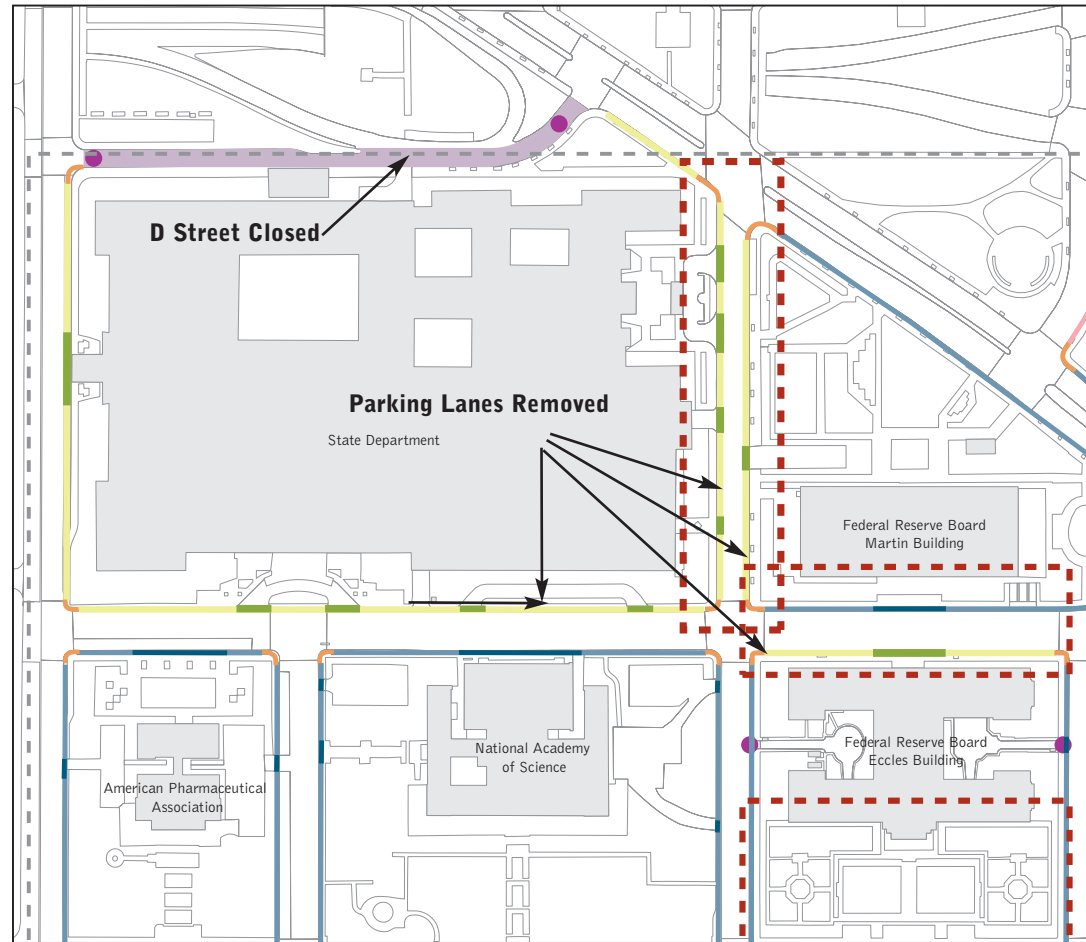 D Street Closed
Parking Lanes Removed
State Department
Federal Reserve Board
Martin Building
National Academy
of Science
Federal Reserve Board
Eccles Building
American Pharmaceutical
Association